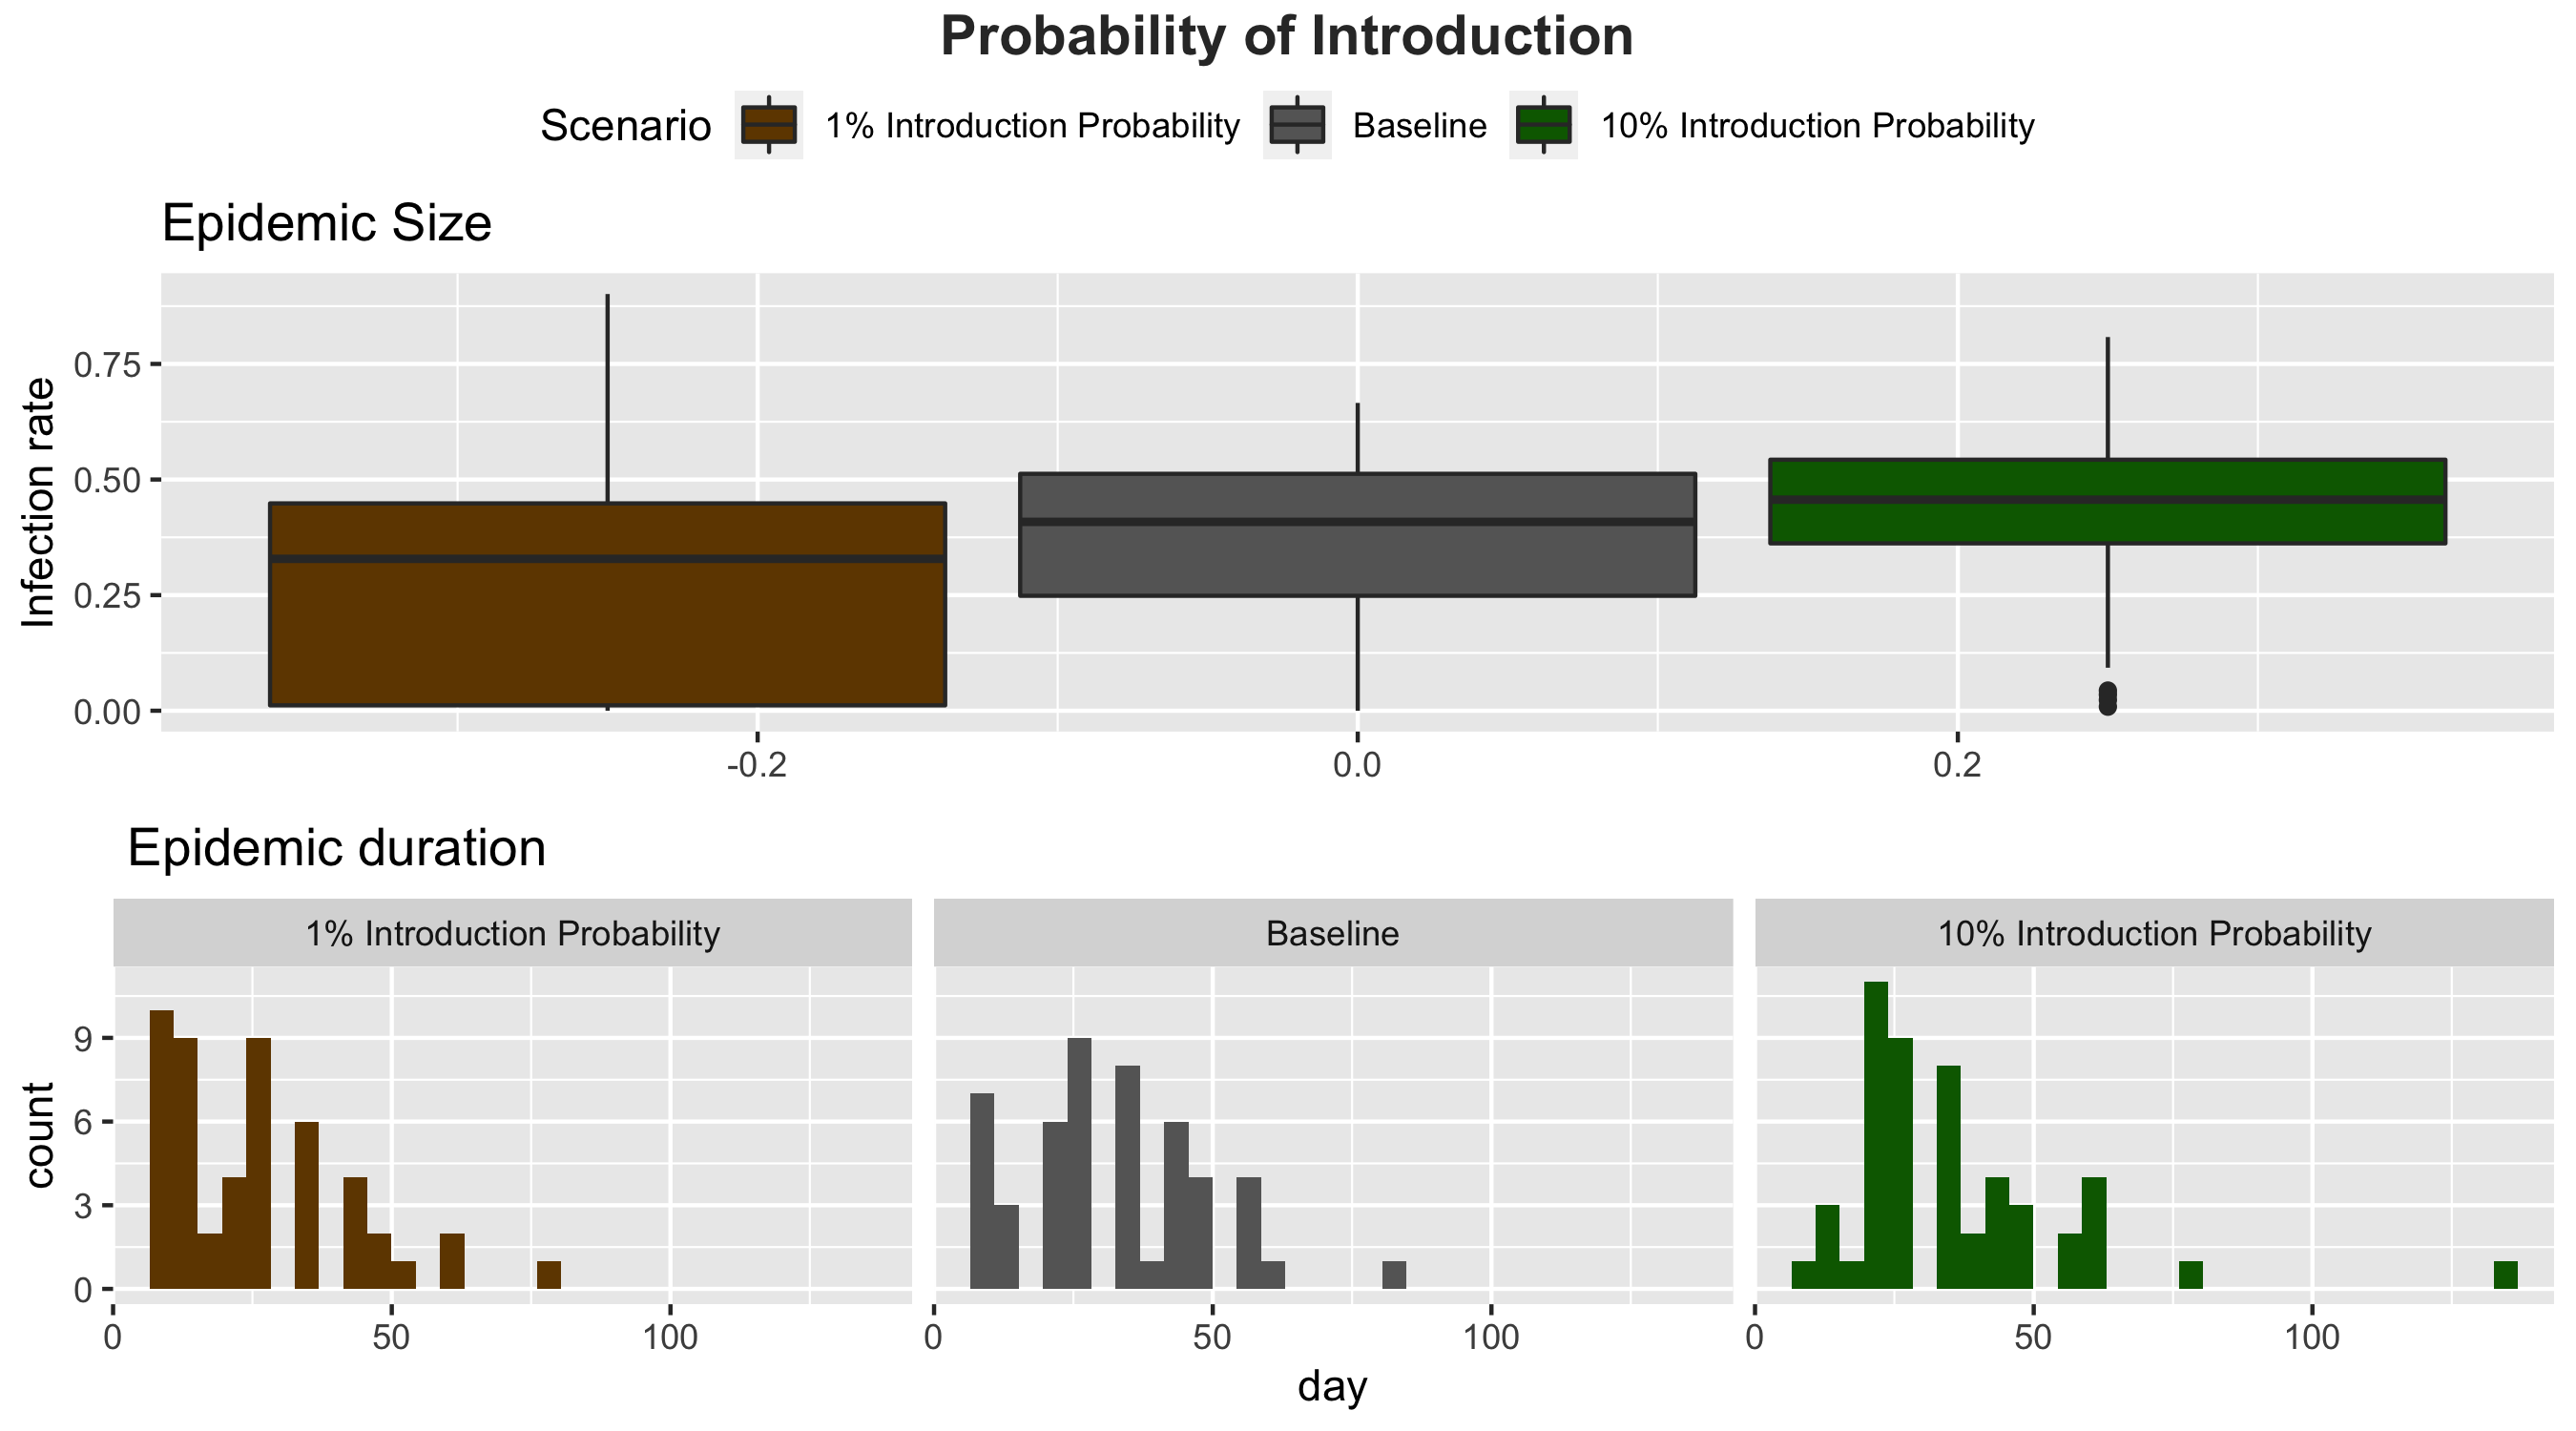 Probability of Introduction
Scenario 1% Introduction Probability Baseline 10% Introduction Probability
Epidemic Size
Infection rate
0.75
0.50
0.25
0.00
-0.2 0.0 0.2
Epidemic duration
1% Introduction Probability Baseline 10% Introduction Probability
count
9
6
3
0
0 50 100 0 50 100 0 50 100
day